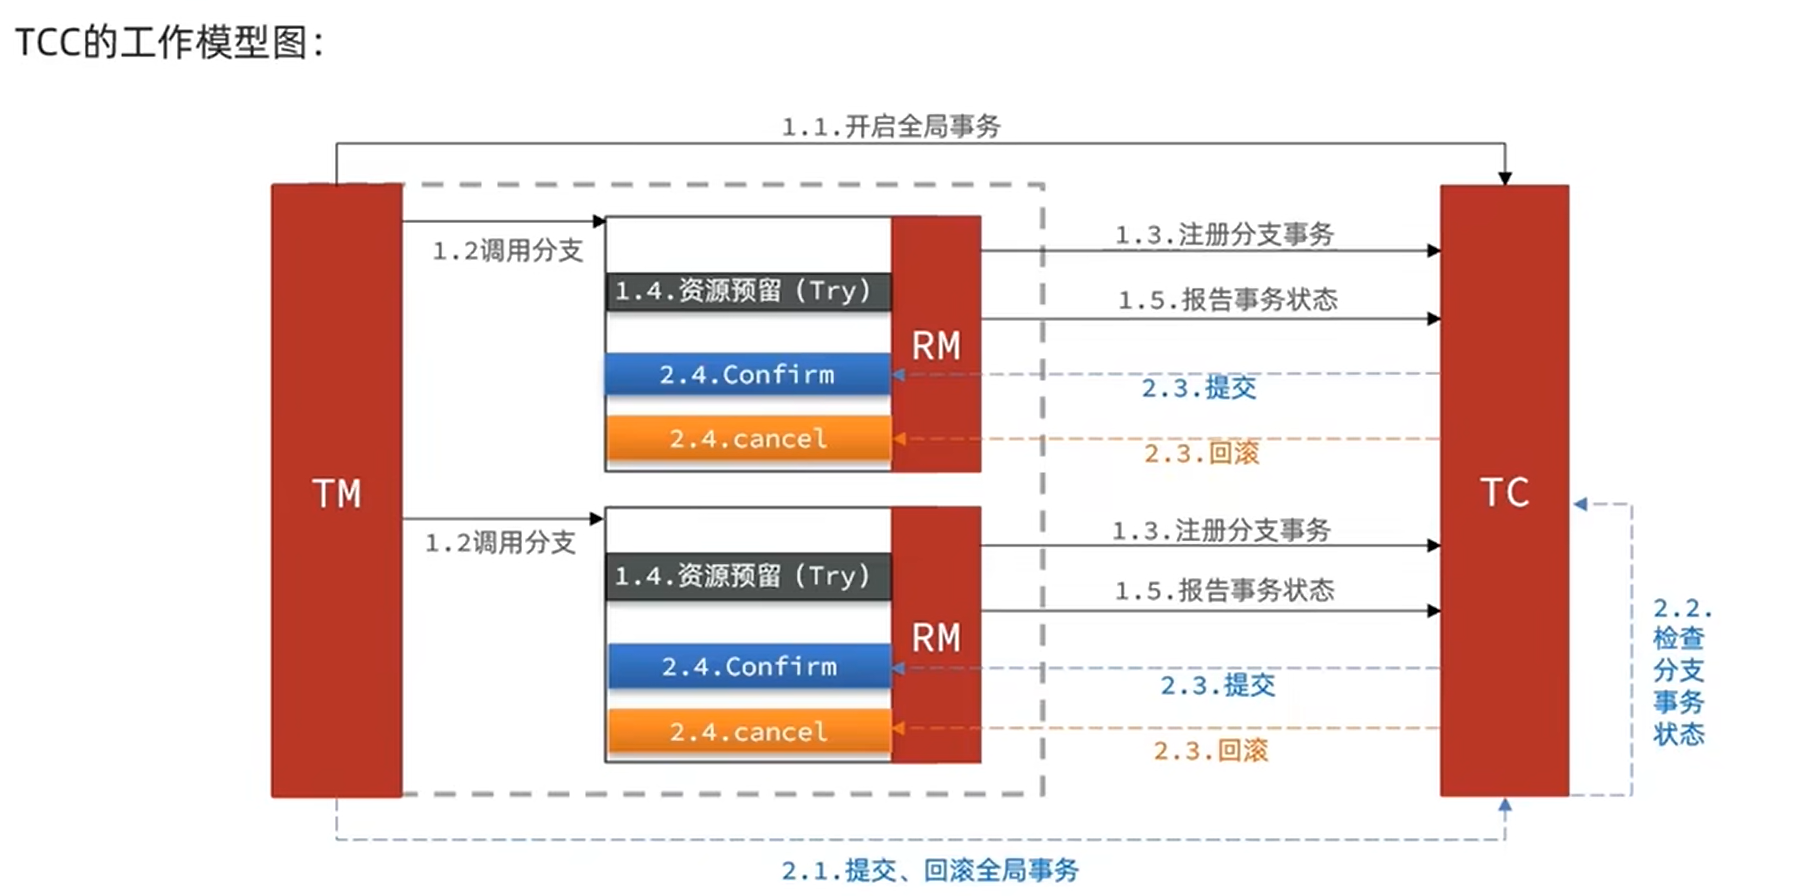 TCC的工作模型图：
1.1.开启全局事务
TM
1.2调用分支
1.4.资源预留（Try）
2.4.Confirm
2.4.cancel
RM
1.3.注册分支事务
1.5.报告事务状态
2.3.提交
2.3.回滚
1.2调用分支
1.4.资源预留（Try）
2.4.Confirm
2.4.cancel
RM
1.3.注册分支事务
1.5.报告事务状态
2.3.提交
2.3.回滚
TC
2.2.
检查
分支
事务
状态
2.1.提交、回滚全局事务